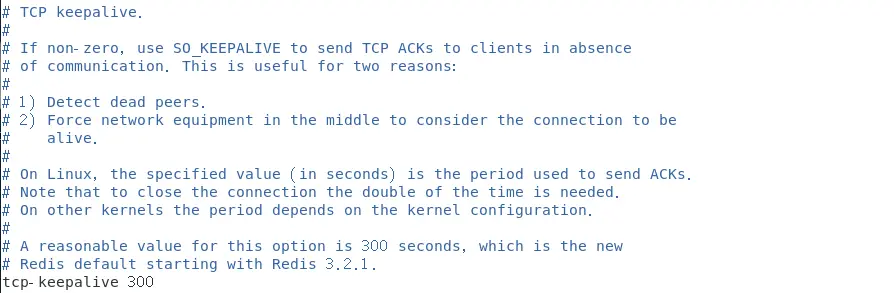 # TCP keepalive.
#
# If non-zero, use SO_KEEPALIVE to send TCP ACKs to clients in absence
# of communication. This is useful for two reasons:
#
# 1) Detect dead peers.
# 2) Force network equipment in the middle to consider the connection to be
#    alive.
#
# On Linux, the specified value (in seconds) is the period used to send ACKs.
# Note that to close the connection the double of the time is needed.
# On other kernels the period depends on the kernel configuration.
#
# A reasonable value for this option is 300 seconds, which is the new
# Redis default starting with Redis 3.2.1.
tcp-keepalive 300